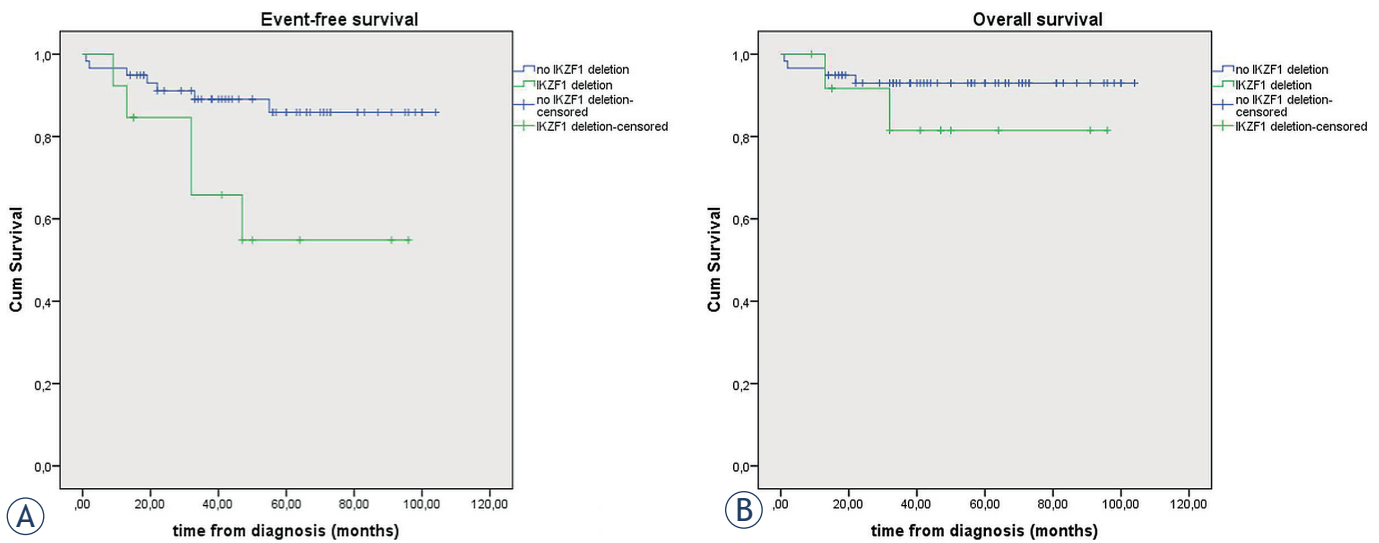 Event-free survival
1,0
0,8
0,6
0,4
0,2
0,0
Cum Survival
,00 20,00 40,00 60,00 80,00 100,00 120,00
time from diagnosis (months)
no IKZF1 deletion
IKZF1 deletion
no IKZF1 deletion-
censored
IKZF1 deletion-censored
A
Overall survival
1,0
0,8
0,6
0,4
0,2
0,0
Cum Survival
,00 20,00 40,00 60,00 80,00 100,00 120,00
time from diagnosis (months)
no IKZF1 deletion
IKZF1 deletion
no IKZF1 deletion-
censored
IKZF1 deletion-censored
B